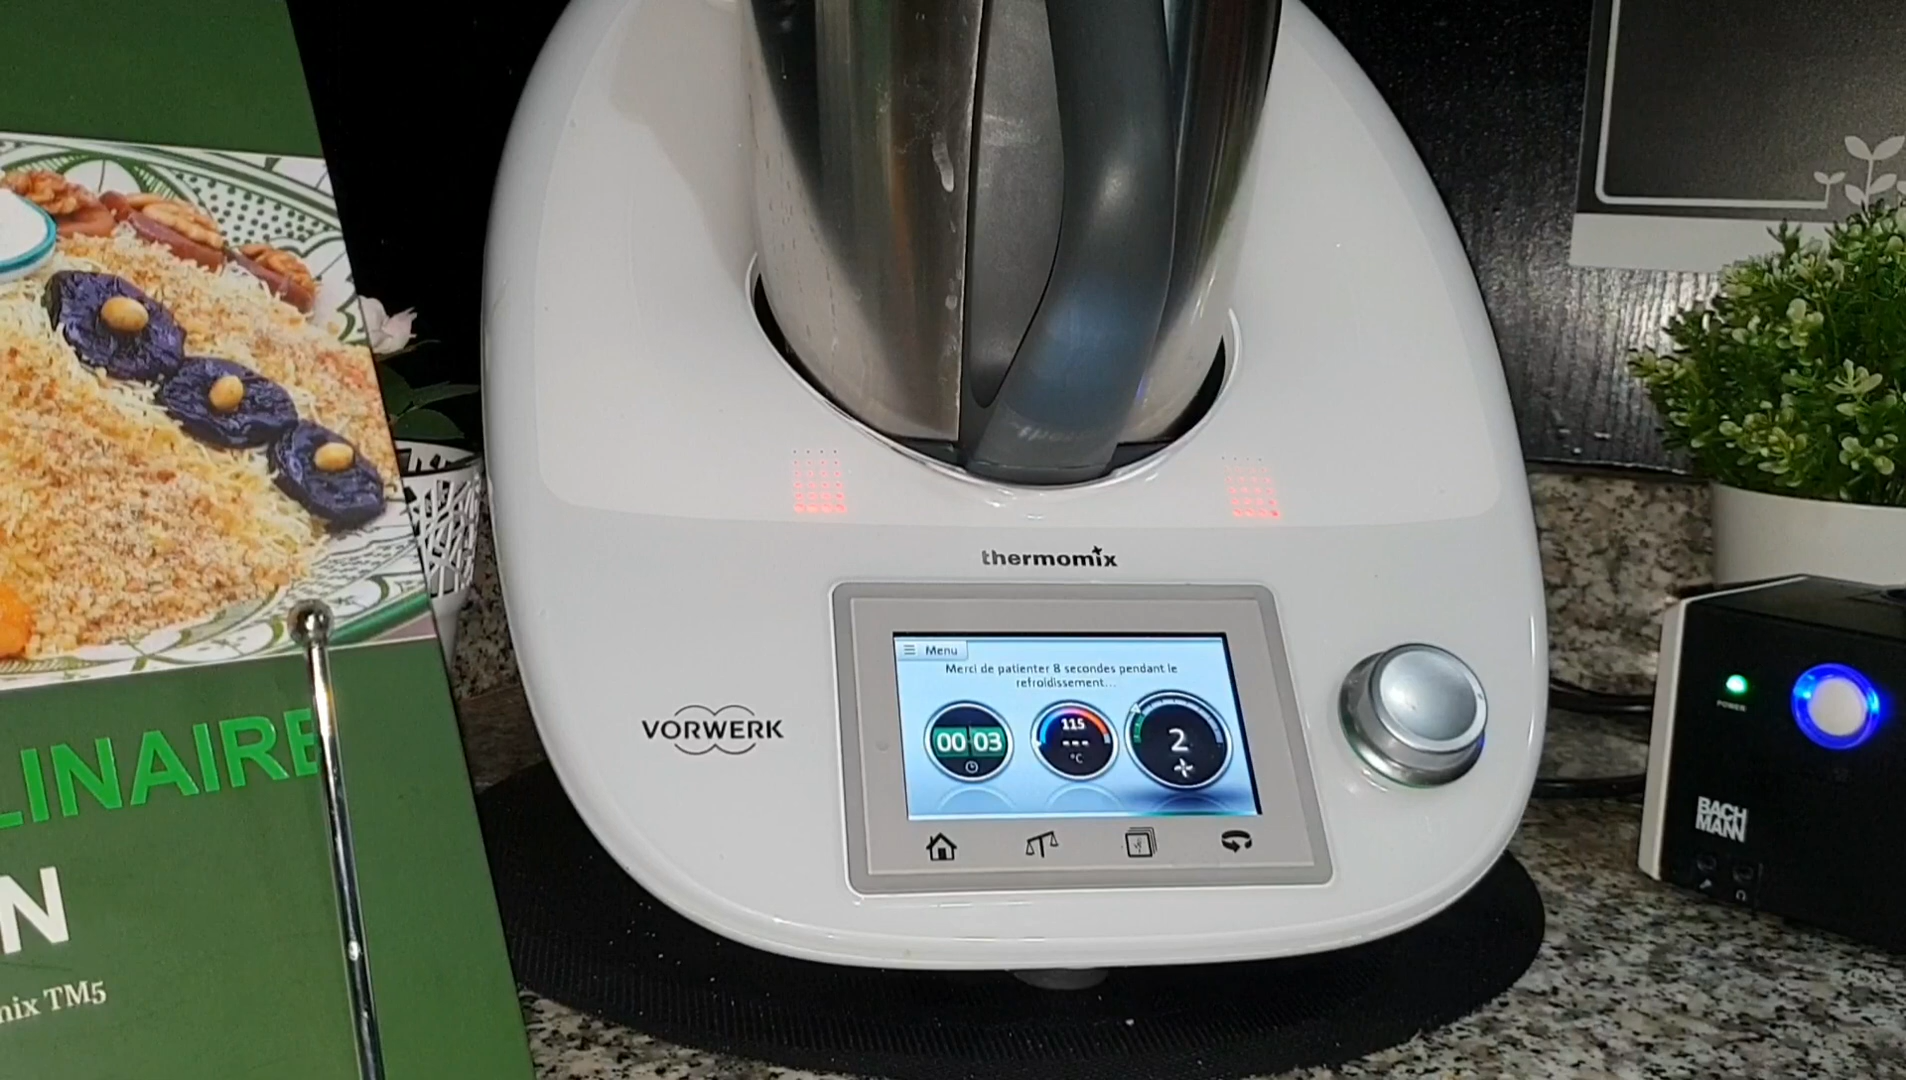 thermomix
Menu
Merci de patienter 8 secondes pendant le
refroidissement...
00 03
115
---
°C
2
VORWERK
LINAIRE
N
mix TM5
POWER
BACH
MANN